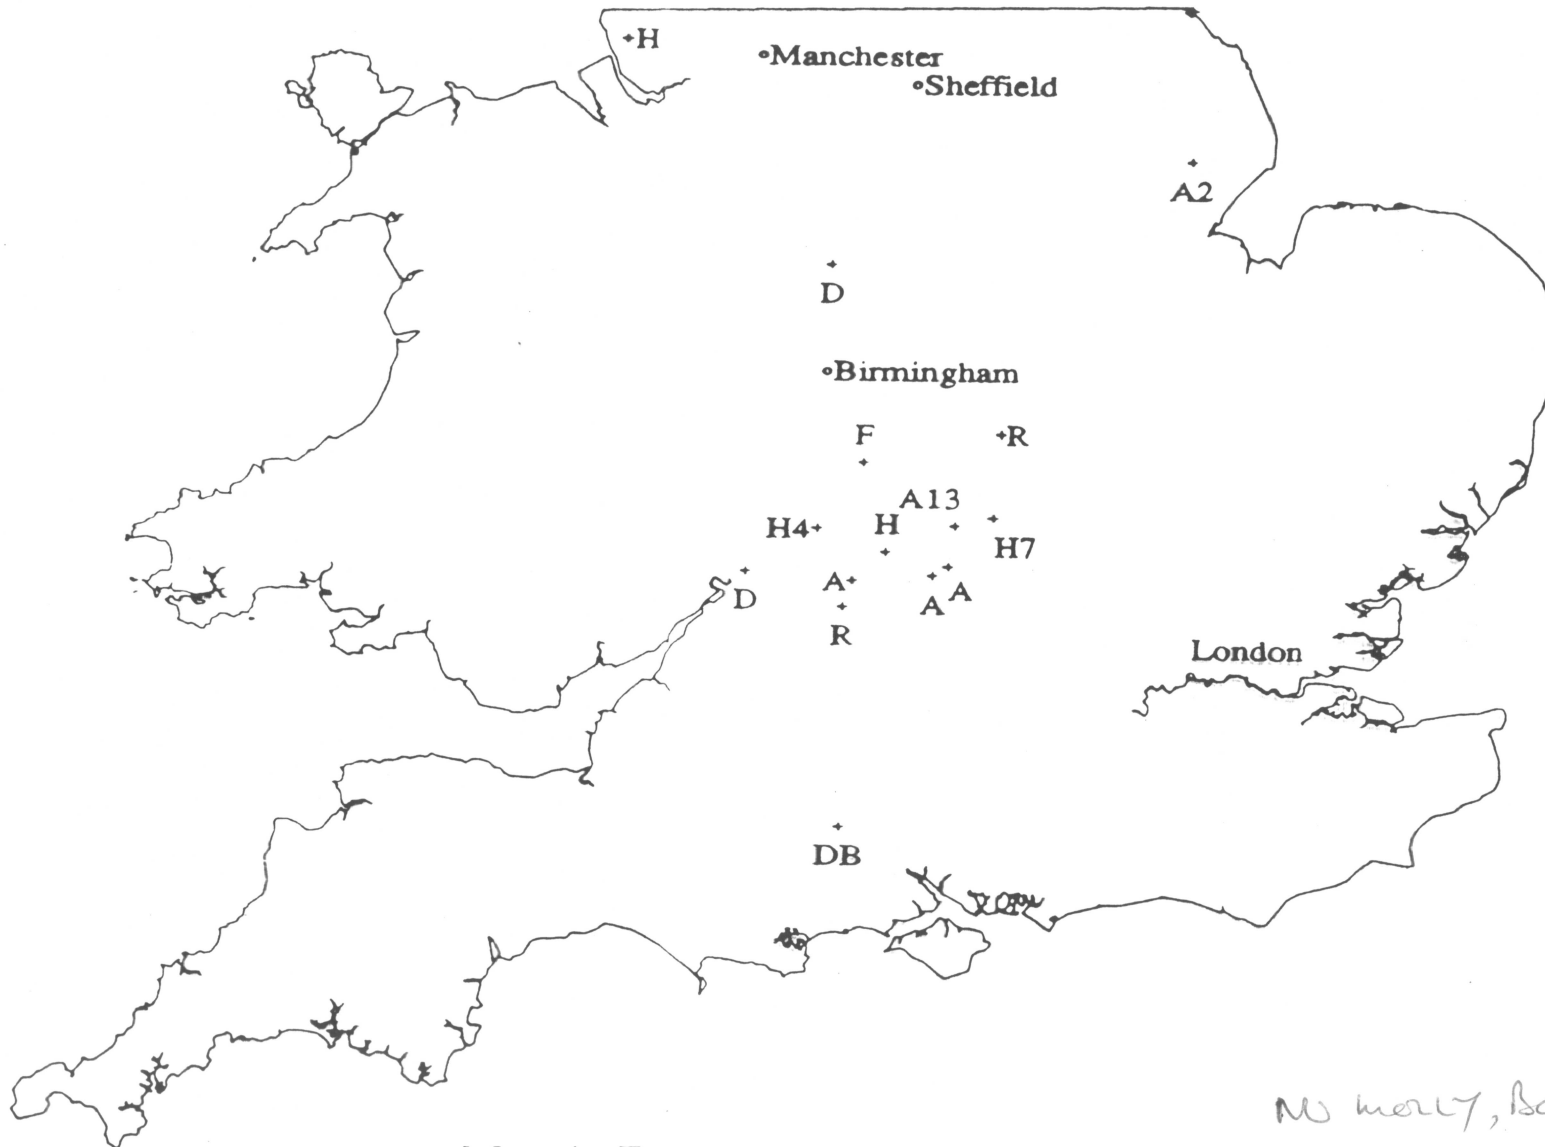 H
Manchester
Sheffield
A2
D
Birmingham
F
R
A13
H4
H
H7
D
A
A
A
R
London
DB